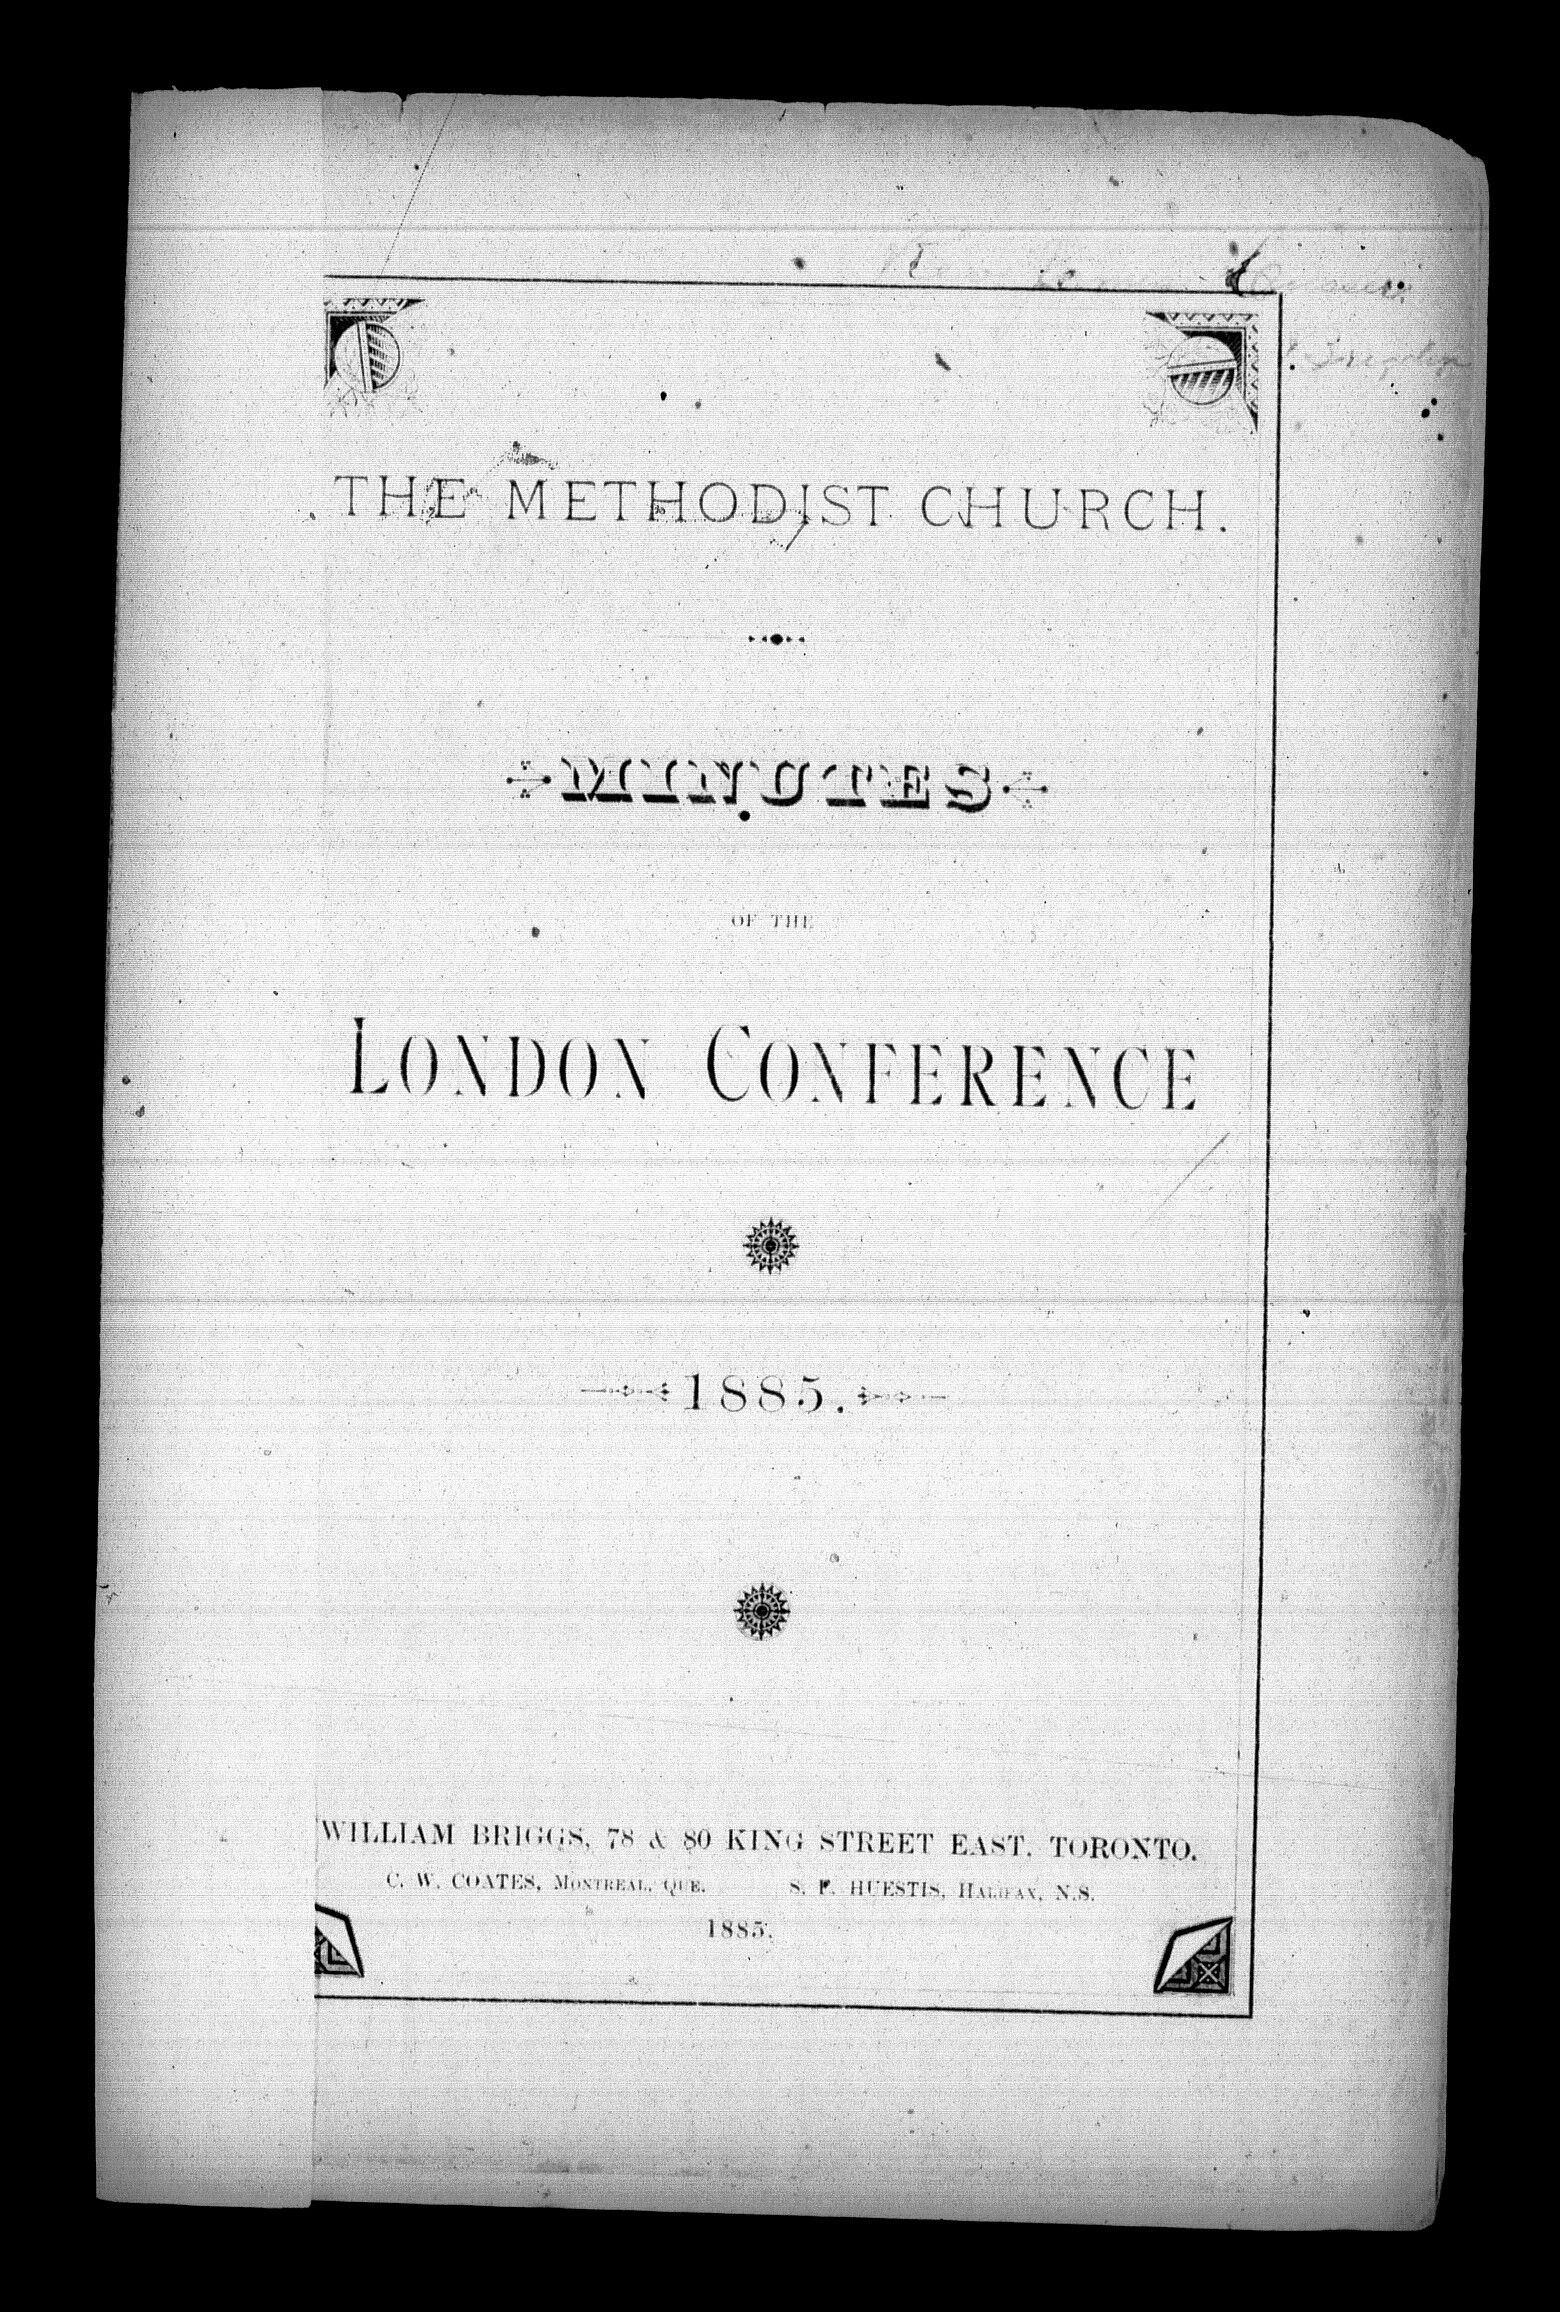 THE METHODIST CHURCH.
MINUTES
OF THE
LONDON CONFERENCE
1885.
WILLIAM BRIGGS, 78 & 80 KING STREET EAST, TORONTO.
C. W. COATES, MONTREAL, QUE. S. F. HUESTIS, HALIFAX, N.S.
1885.